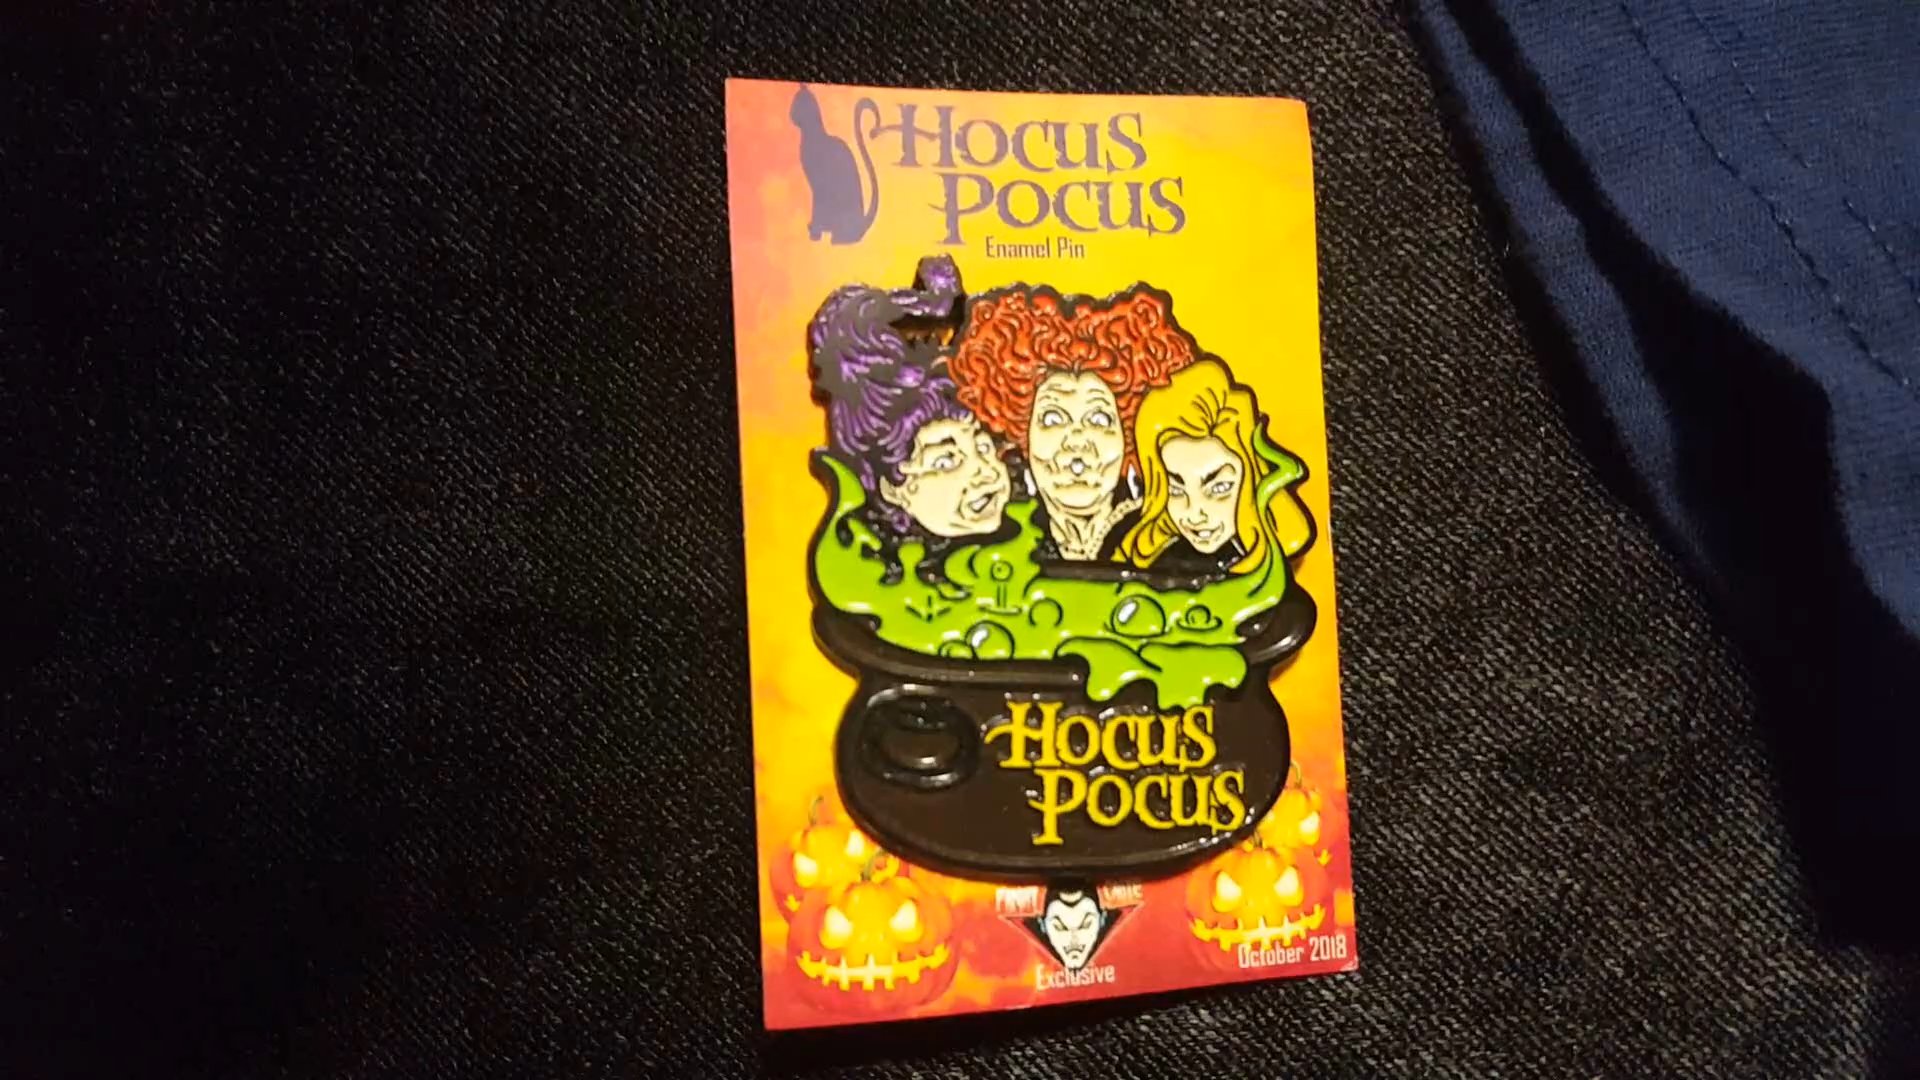 Hocus
Pocus
Enamel Pin
Hocus
Pocus
Exclusive
October 2018